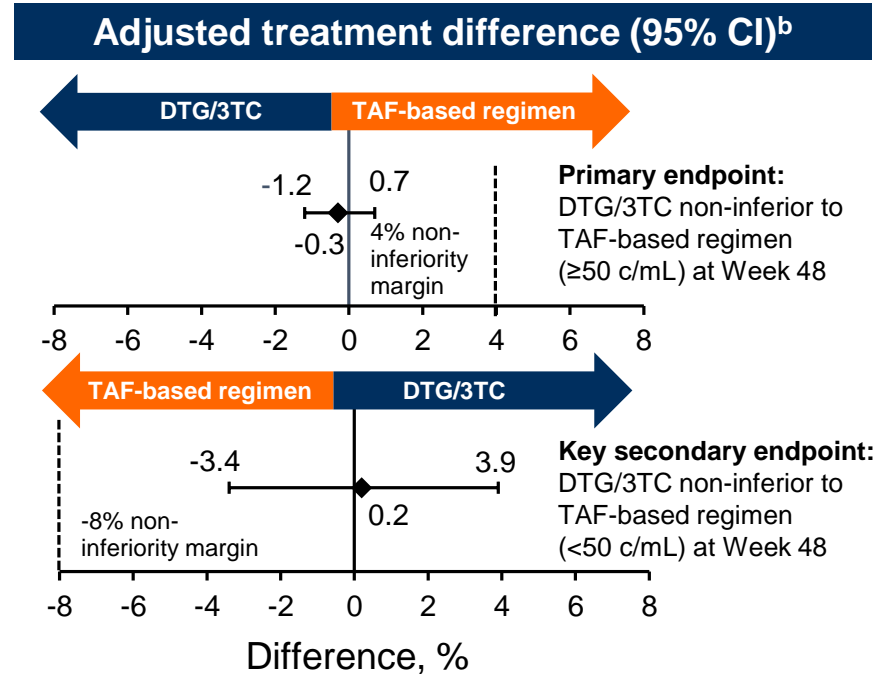 Adjusted treatment difference (95% CI)b
DTG/3TC TAF-based regimen
-1.2 0.7
-0.3
4% non-
inferiority
margin
Primary endpoint:
DTG/3TC non-inferior to
TAF-based regimen
(≥50 c/mL) at Week 48
-8 -6 -4 -2 0 2 4 6 8
TAF-based regimen DTG/3TC
-3.4 3.9
0.2
-8% non-
inferiority margin
Key secondary endpoint:
DTG/3TC non-inferior to
TAF-based regimen
(<50 c/mL) at Week 48
-8 -6 -4 -2 0 2 4 6 8
Difference, %